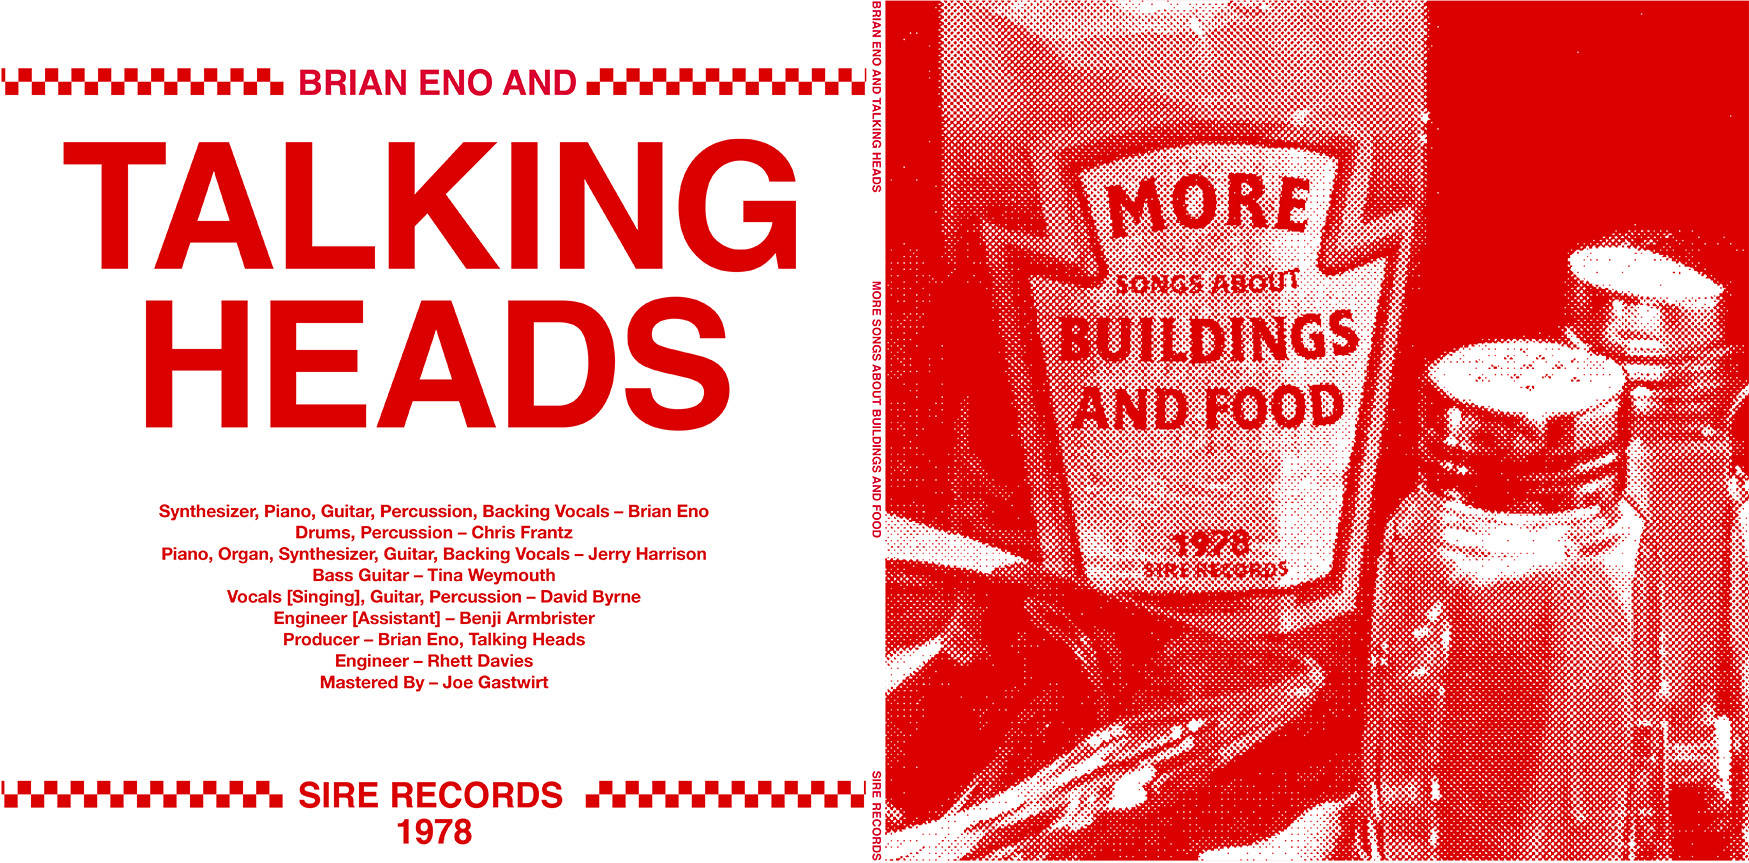 BRIAN ENO AND
TALKING
HEADS
Synthesizer, Piano, Guitar, Percussion, Backing Vocals – Brian Eno
Drums, Percussion – Chris Frantz
Piano, Organ, Synthesizer, Guitar, Backing Vocals – Jerry Harrison
Bass Guitar – Tina Weymouth
Vocals [Singing], Guitar, Percussion – David Byrne
Engineer [Assistant] – Benji Armbrister
Producer – Brian Eno, Talking Heads
Engineer – Rhett Davies
Mastered By – Joe Gastwirt
SIRE RECORDS
1978
BRIAN ENO AND TALKING HEADS
MORE SONGS ABOUT BUILDINGS AND FOOD
SIRE RECORDS
MORE
SONGS ABOUT
BUILDINGS
AND FOOD
1978
SIRE RECORDS